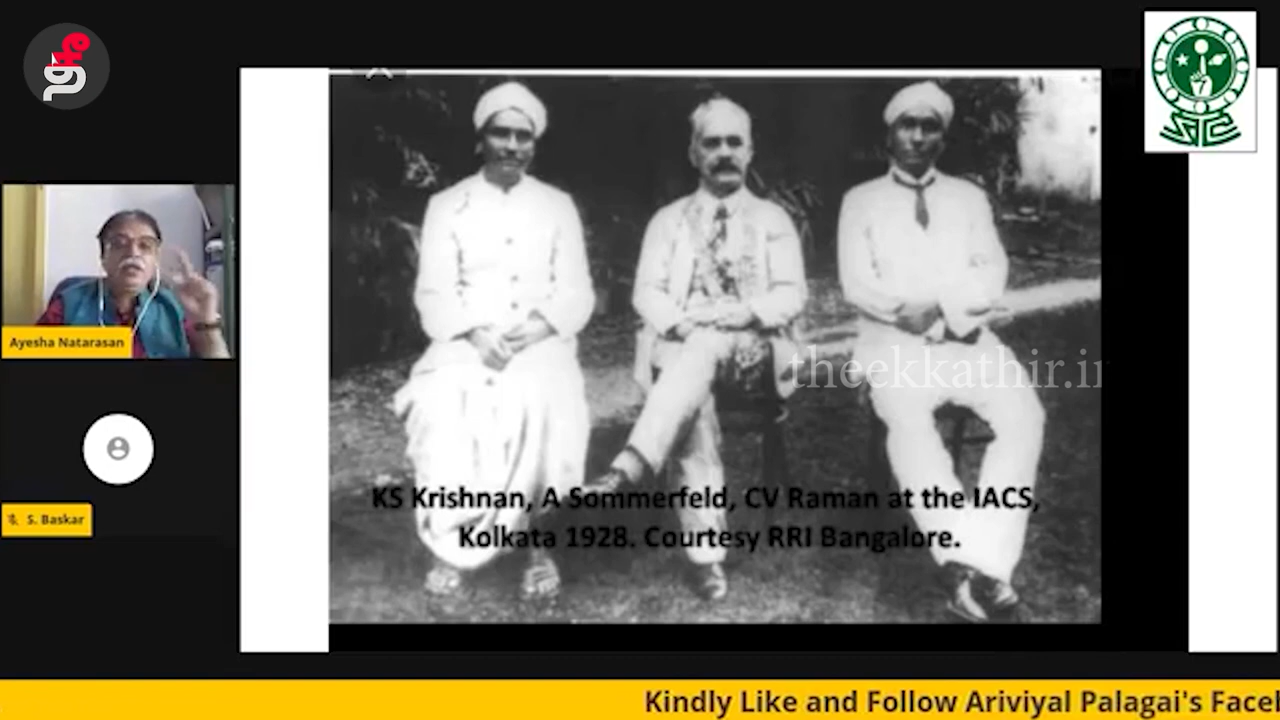 Ayesha Natarasan
S. Baskar
theekkathir.in
KS Krishnan, A Sommerfeld, CV Raman at the IACS,
Kolkata 1928. Courtesy RRI Bangalore.
Kindly Like and Follow Ariviyal Palagai's